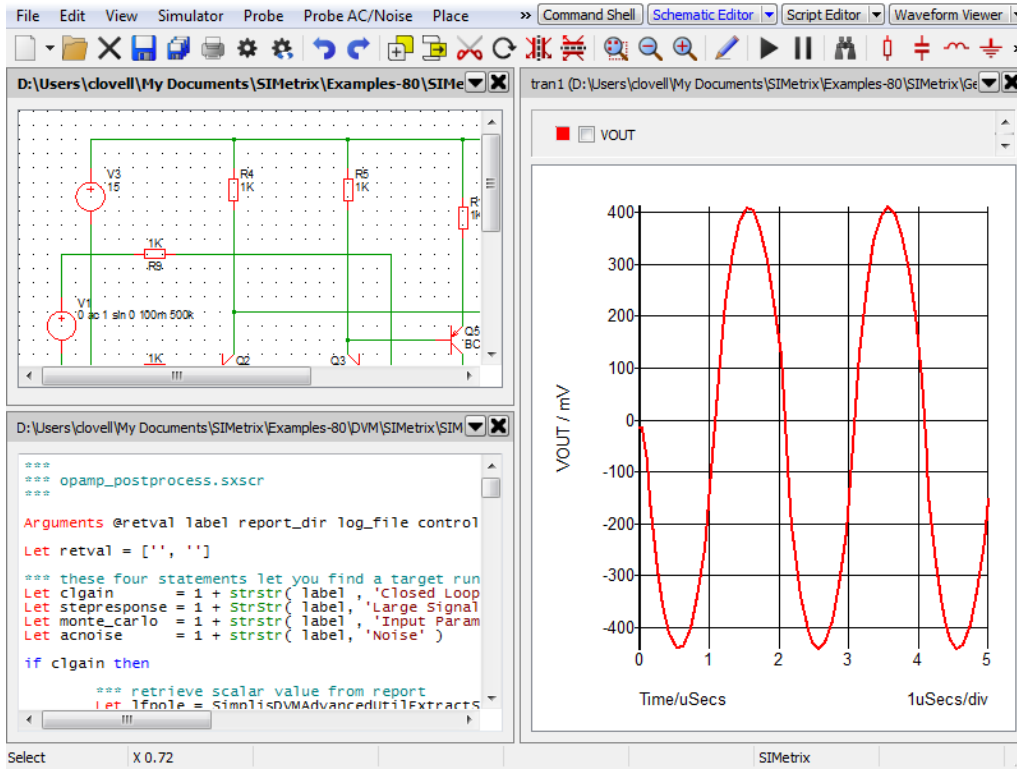 File Edit View Simulator Probe Probe AC/Noise Place » Command Shell Schematic Editor Script Editor Waveform Viewer
D:\Users\clovell\My Documents\SIMetrix\Examples-80\SIMe
V3
15
R4
1K
R5
1K
1K
R9
V1
0 ac 1 sin 0 100m 500k
1K
Q2
Q3
Q5
BC
D:\Users\clovell\My Documents\SIMetrix\Examples-80\DVM\SIMetrix\SIM
***
*** opamp_postprocess.sxscr
***
Arguments @retval label report_dir log_file control
Let retval = ['', '']
*** these four statements let you find a target run
Let clgain = 1 + strstr( label , 'Closed Loop
Let stepresponse = 1 + StrStr( label, 'Large Signal
Let monte_carlo = 1 + strstr( label , 'Input Param
Let acnoise = 1 + strstr( label, 'Noise' )
if clgain then
*** retrieve scalar value from report
Let lfpole = SimplisDVMAdvancedUtilExtractS
tran1 (D:\Users\clovell\My Documents\SIMetrix\Examples-80\SIMetrix\Ge
VOUT
VOUT / mV
400
300
200
100
0
-100
-200
-300
-400
0 1 2 3 4 5
Time/uSecs 1uSecs/div
Select X 0.72 SIMetrix